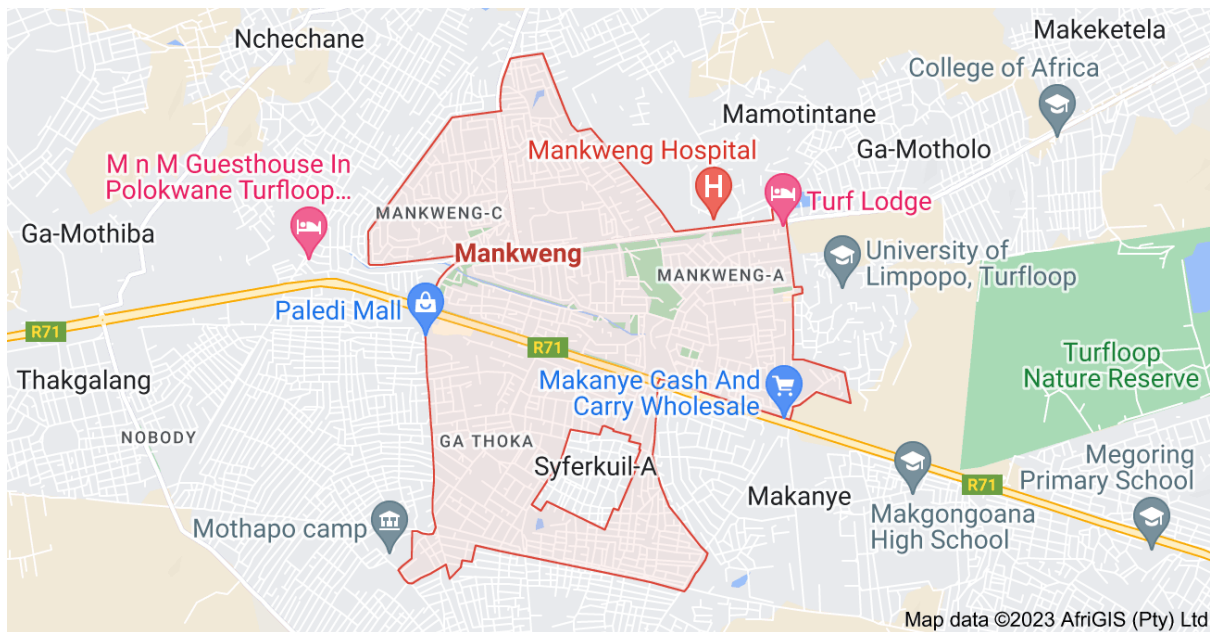 Nchechane
Makeketela
College of Africa
Mamotintane
Mankweng Hospital
Ga-Motholo
M n M Guesthouse In
Polokwane Turfloop...
Turf Lodge
MANKWENG-C
Ga-Mothiba
Mankweng
University of
Limpopo, Turfloop
MANKWENG-A
Paledi Mall
R71
R71
Turfloop
Nature Reserve
Thakgalang
Makanye Cash And
Carry Wholesale
NOBODY
GA THOKA
Syferkuil-A
Megoring
Primary School
R71
Makanye
Mothapo camp
Makgongoana
High School
Map data ©2023 AfriGIS (Pty) Ltd